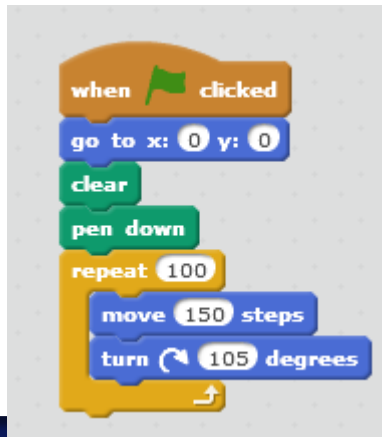 when clicked
go to x: 0 y: 0
clear
pen down
repeat 100
move 150 steps
turn 105 degrees